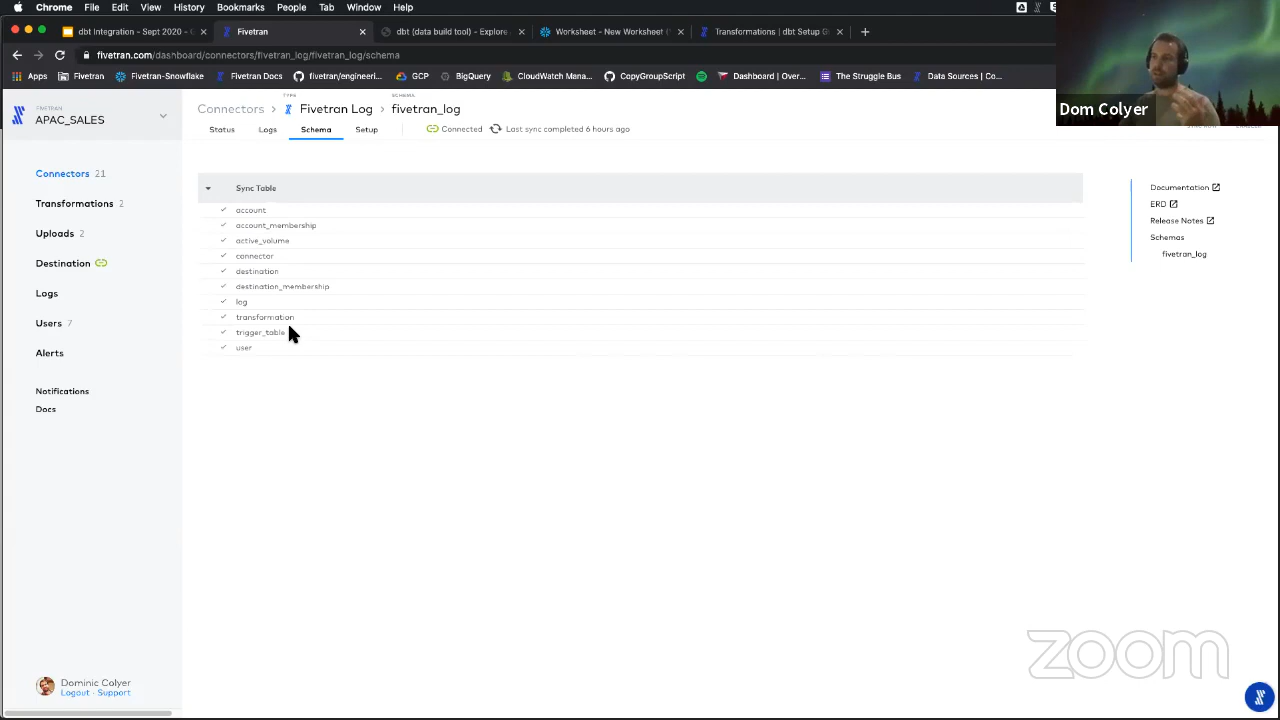 Chrome File Edit View History Bookmarks People Tab Window Help
dbt Integration - Sept 2020 -
Fivetran
dbt (data build tool) - Explore
Worksheet - New Worksheet
Transformations | dbt Setup G
fivetran.com/dashboard/connectors/fivetran_log/fivetran_log/schema
Apps Fivetran-Snowflake Fivetran Docs fivetran/engineeri... GCP BigQuery CloudWatch Mana... CopyGroupScript Dashboard | Over... The Struggle Bus Data Sources | Co...
Dom Colyer
FIVETRAN
APAC_SALES
TYPE SCHEMA
Connectors > Fivetran Log > fivetran_log
Status Logs Schema Setup Connected Last sync completed 6 hours ago
Connectors 21
Transformations 2
Uploads 2
Destination
Logs
Users 7
Alerts
Notifications
Docs
Sync Table
account
account_membership
active_volume
connector
destination
destination_membership
log
transformation
trigger_table
user
Documentation
ERD
Release Notes
Schemas
fivetran_log
Dominic Colyer
Logout · Support
zoom